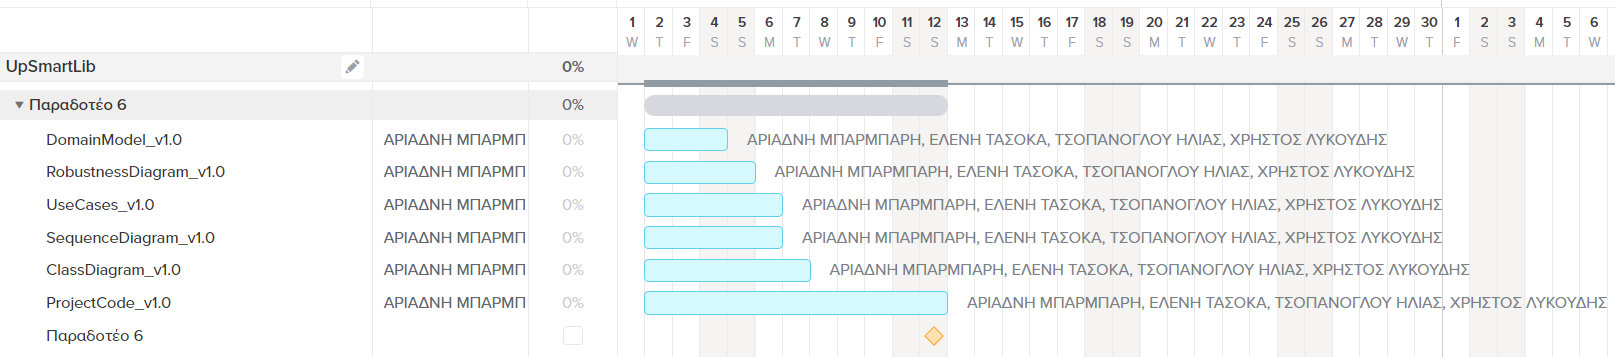 1 2 3 4 5 6 7 8 9 10 11 12 13 14 15 16 17 18 19 20 21 22 23 24 25 26 27 28 29 30 1 2 3 4 5 6
W T F S S M T W T F S S M T W T F S S M T W T F S S M T W T F S S M T W
UpSmartLib 0%
Παραδοτέο 6 0%
DomainModel_v1.0 ΑΡΙΑΔΝΗ ΜΠΑΡΜΠ 0% ΑΡΙΑΔΝΗ ΜΠΑΡΜΠΑΡΗ, ΕΛΕΝΗ ΤΑΣΟΚΑ, ΤΣΟΠΑΝΟΓΛΟΥ ΗΛΙΑΣ, ΧΡΗΣΤΟΣ ΛΥΚΟΥΔΗΣ
RobustnessDiagram_v1.0 ΑΡΙΑΔΝΗ ΜΠΑΡΜΠ 0% ΑΡΙΑΔΝΗ ΜΠΑΡΜΠΑΡΗ, ΕΛΕΝΗ ΤΑΣΟΚΑ, ΤΣΟΠΑΝΟΓΛΟΥ ΗΛΙΑΣ, ΧΡΗΣΤΟΣ ΛΥΚΟΥΔΗΣ
UseCases_v1.0 ΑΡΙΑΔΝΗ ΜΠΑΡΜΠ 0% ΑΡΙΑΔΝΗ ΜΠΑΡΜΠΑΡΗ, ΕΛΕΝΗ ΤΑΣΟΚΑ, ΤΣΟΠΑΝΟΓΛΟΥ ΗΛΙΑΣ, ΧΡΗΣΤΟΣ ΛΥΚΟΥΔΗΣ
SequenceDiagram_v1.0 ΑΡΙΑΔΝΗ ΜΠΑΡΜΠ 0% ΑΡΙΑΔΝΗ ΜΠΑΡΜΠΑΡΗ, ΕΛΕΝΗ ΤΑΣΟΚΑ, ΤΣΟΠΑΝΟΓΛΟΥ ΗΛΙΑΣ, ΧΡΗΣΤΟΣ ΛΥΚΟΥΔΗΣ
ClassDiagram_v1.0 ΑΡΙΑΔΝΗ ΜΠΑΡΜΠ 0% ΑΡΙΑΔΝΗ ΜΠΑΡΜΠΑΡΗ, ΕΛΕΝΗ ΤΑΣΟΚΑ, ΤΣΟΠΑΝΟΓΛΟΥ ΗΛΙΑΣ, ΧΡΗΣΤΟΣ ΛΥΚΟΥΔΗΣ
ProjectCode_v1.0 ΑΡΙΑΔΝΗ ΜΠΑΡΜΠ 0% ΑΡΙΑΔΝΗ ΜΠΑΡΜΠΑΡΗ, ΕΛΕΝΗ ΤΑΣΟΚΑ, ΤΣΟΠΑΝΟΓΛΟΥ ΗΛΙΑΣ, ΧΡΗΣΤΟΣ ΛΥΚΟΥΔΗΣ
Παραδοτέο 6